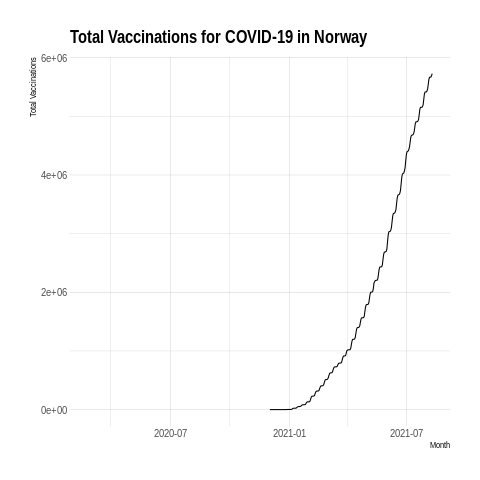 Total Vaccinations for COVID-19 in Norway
Total Vaccinations
6e+06
4e+06
2e+06
0e+00
2020-07
2021-01
2021-07
Month